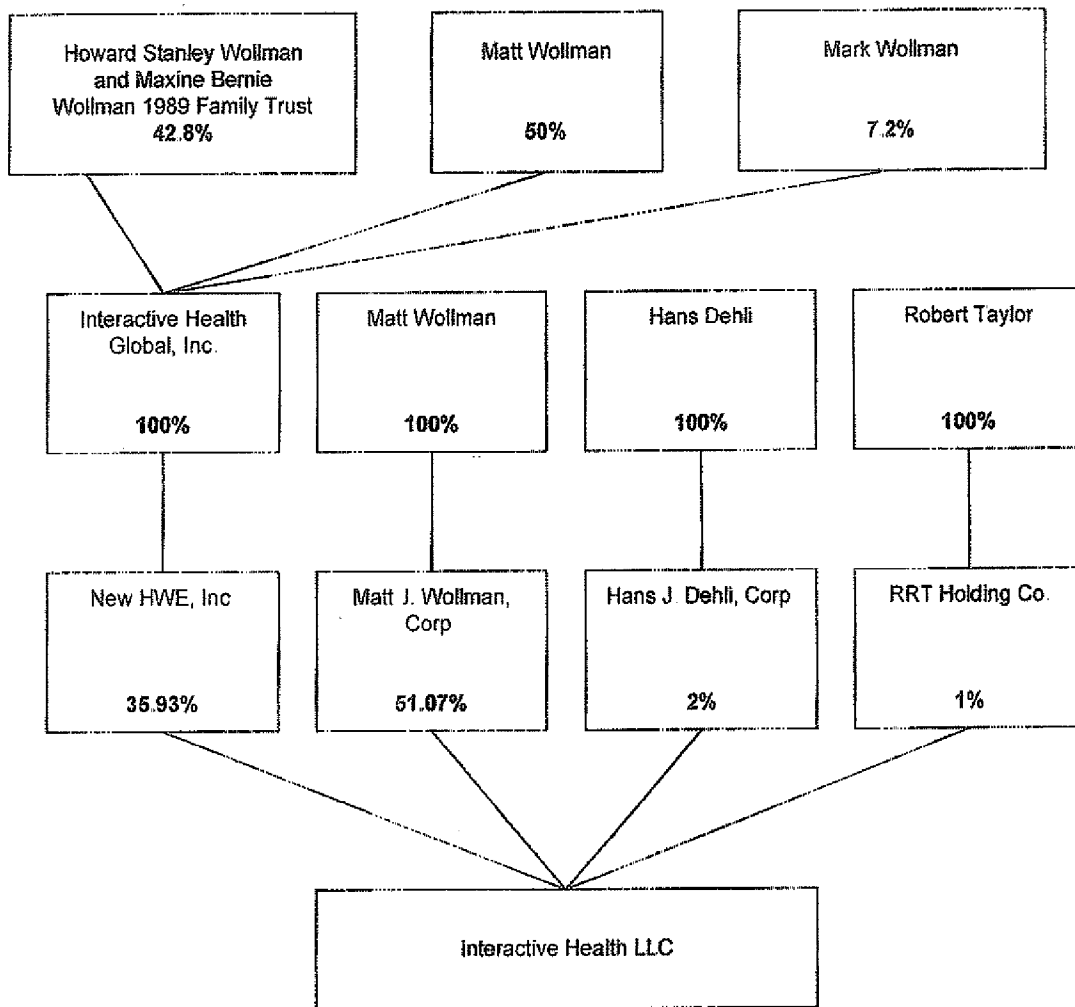 Howard Stanley Wollman
and Maxine Bernie
Wollman 1989 Family Trust
42.8%
Matt Wollman
50%
Mark Wollman
7.2%
Interactive Health
Global, Inc.
100%
Matt Wollman
100%
Hans Dehli
100%
Robert Taylor
100%
New HWE, Inc
35.93%
Matt J. Wollman,
Corp
51.07%
Hans J. Dehli, Corp
2%
RRT Holding Co.
1%
Interactive Health LLC